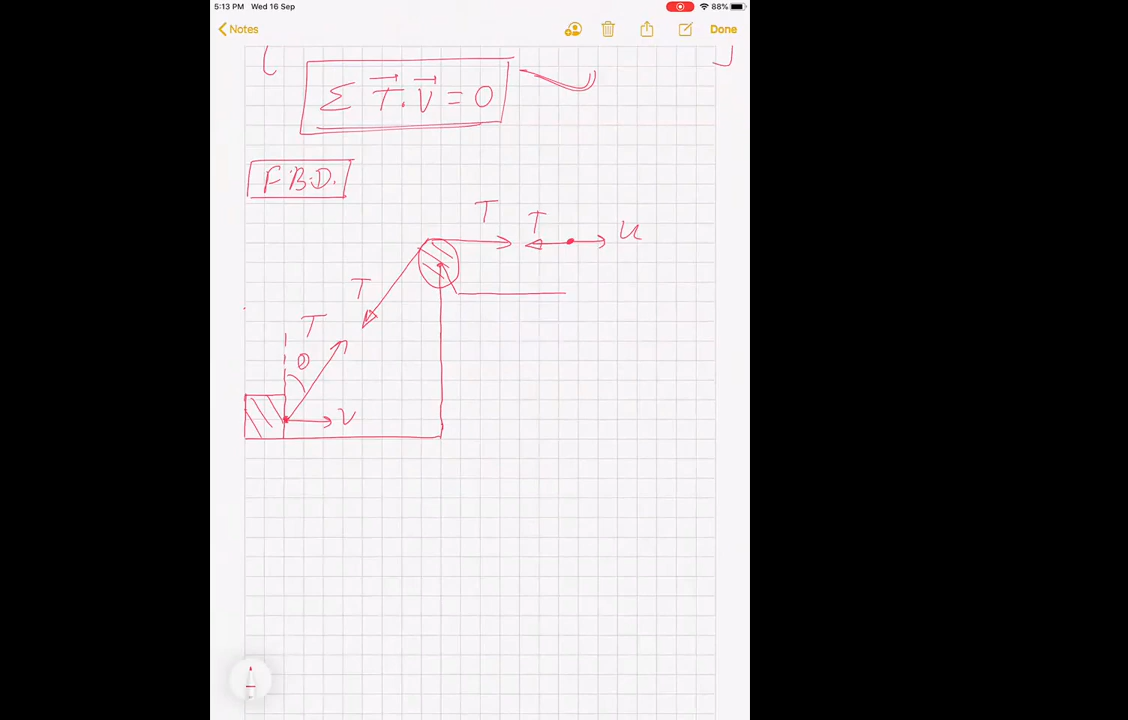 5:13 PM Wed 16 Sep 88%
Notes Done
Σ T⃗ . V⃗ = 0
F.B.D.
T
T
u
T
T
θ
v